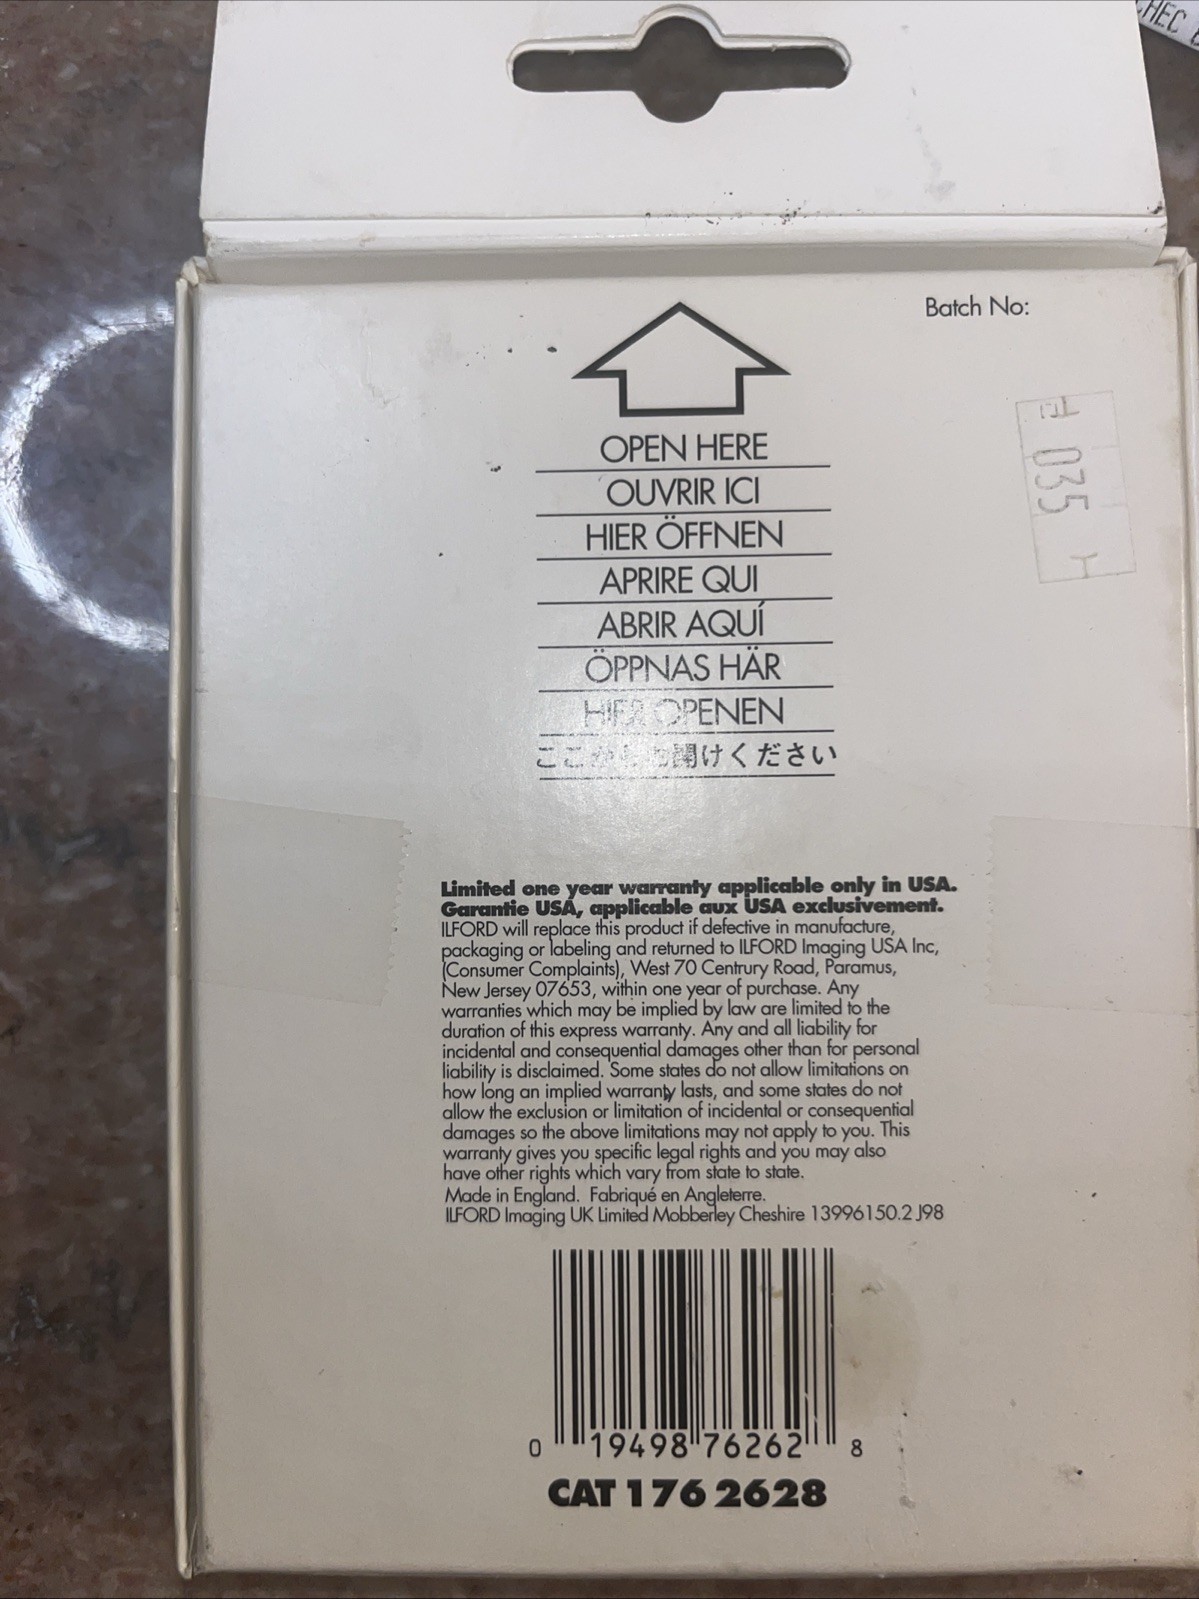 CHEC
Batch No:
035 H
OPEN HERE
OUVRIR ICI
HIER ÖFFNEN
APRIRE QUI
ABRIR AQUÍ
ÖPPNAS HÄR
HIER OPENEN
ここからお開けください
Limited one year warranty applicable only in USA.
Garantie USA, applicable aux USA exclusivement.
ILFORD will replace this product if defective in manufacture,
packaging or labeling and returned to ILFORD Imaging USA Inc,
(Consumer Complaints), West 70 Centrury Road, Paramus,
New Jersey 07653, within one year of purchase. Any
warranties which may be implied by law are limited to the
duration of this express warranty. Any and all liability for
incidental and consequential damages other than for personal
liability is disclaimed. Some states do not allow limitations on
how long an implied warranty lasts, and some states do not
allow the exclusion or limitation of incidental or consequential
damages so the above limitations may not apply to you. This
warranty gives you specific legal rights and you may also
have other rights which vary from state to state.
Made in England. Fabriqué en Angleterre.
ILFORD Imaging UK Limited Mobberley Cheshire 13996150.2 J98
0 19498 76262 8
CAT 176 2628